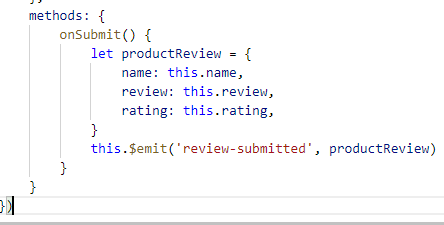 },
methods: {
onSubmit() {
let productReview = {
name: this.name,
review: this.review,
rating: this.rating,
}
this.$emit('review-submitted', productReview)
}
}
})